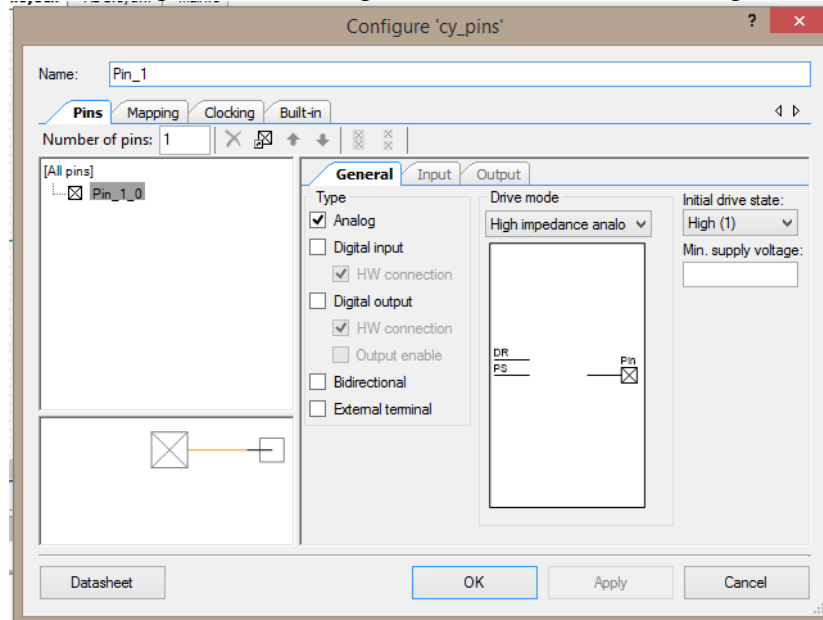 Configure 'cy_pins'
?
×
Name:
Pin_1
Pins
Mapping
Clocking
Built-in
Number of pins:
1
[All pins]
Pin_1_0
General
Input
Output
Type
Analog
Digital input
HW connection
Digital output
HW connection
Output enable
Bidirectional
External terminal
Drive mode
High impedance analo
DR
PS
Pin
Initial drive state:
High (1)
Min. supply voltage:
Datasheet
OK
Apply
Cancel